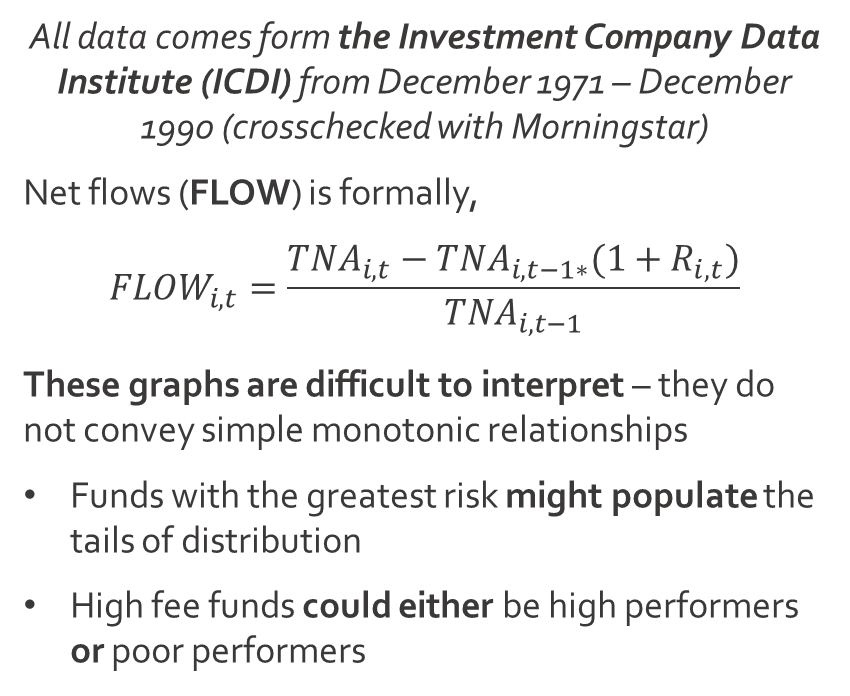 All data comes form the Investment Company Data
Institute (ICDI) from December 1971 – December
1990 (crosschecked with Morningstar)
Net flows (FLOW) is formally,
FLOW_{i,t} = \frac{TNA_{i,t} − TNA_{i,t−1*}(1 + R_{i,t})}{TNA_{i,t−1}}
These graphs are difficult to interpret – they do
not convey simple monotonic relationships
• Funds with the greatest risk might populate the
tails of distribution
• High fee funds could either be high performers
or poor performers